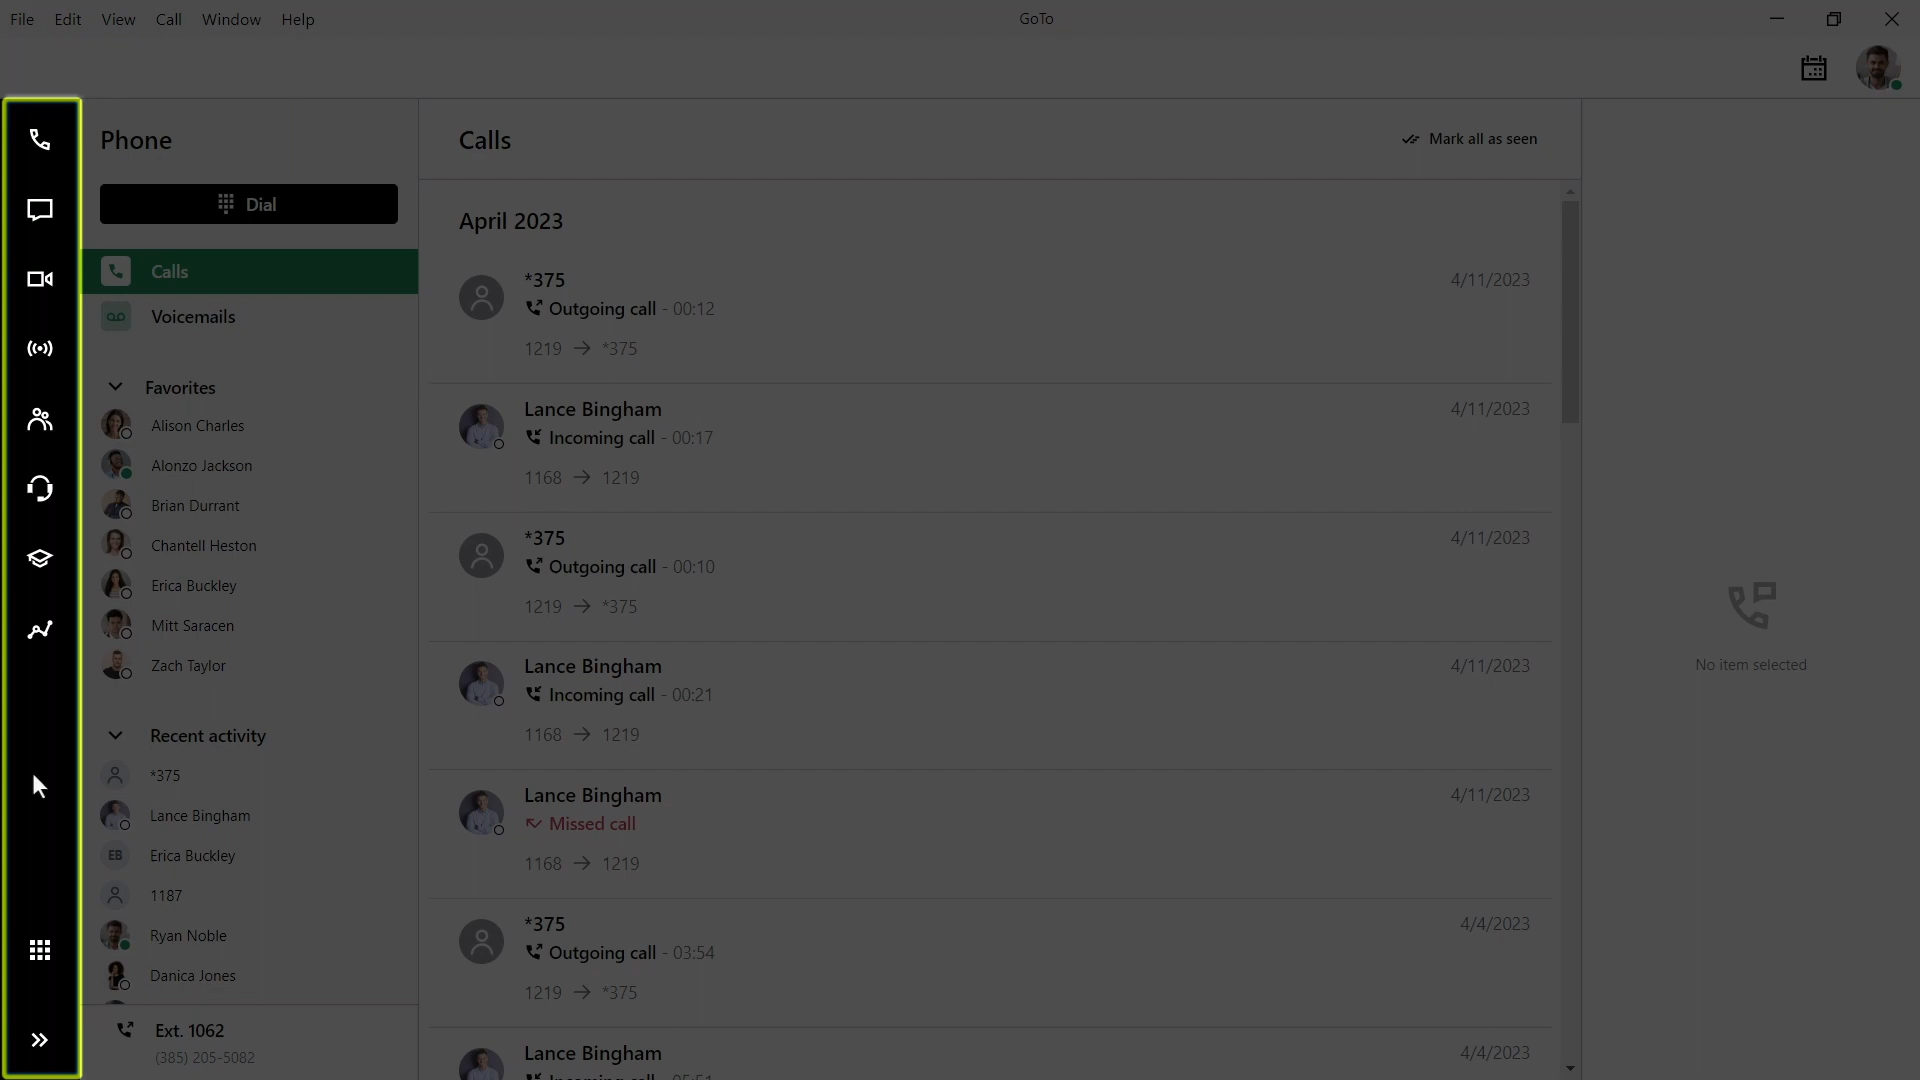 File Edit View Call Window Help
GoTo
Phone
Dial
Calls
Voicemails
Favorites
Alison Charles
Alonzo Jackson
Brian Durrant
Chantell Heston
Erica Buckley
Mitt Saracen
Zach Taylor
Recent activity
*375
Lance Bingham
EB Erica Buckley
1187
Ryan Noble
Danica Jones
Ext. 1062
(385) 205-5082
Calls
Mark all as seen
April 2023
*375 4/11/2023
Outgoing call - 00:12
1219 → *375
Lance Bingham 4/11/2023
Incoming call - 00:17
1168 → 1219
*375 4/11/2023
Outgoing call - 00:10
1219 → *375
Lance Bingham 4/11/2023
Incoming call - 00:21
1168 → 1219
Lance Bingham 4/11/2023
Missed call
1168 → 1219
*375 4/4/2023
Outgoing call - 03:54
1219 → *375
Lance Bingham 4/4/2023
Incoming call - 05:51
No item selected